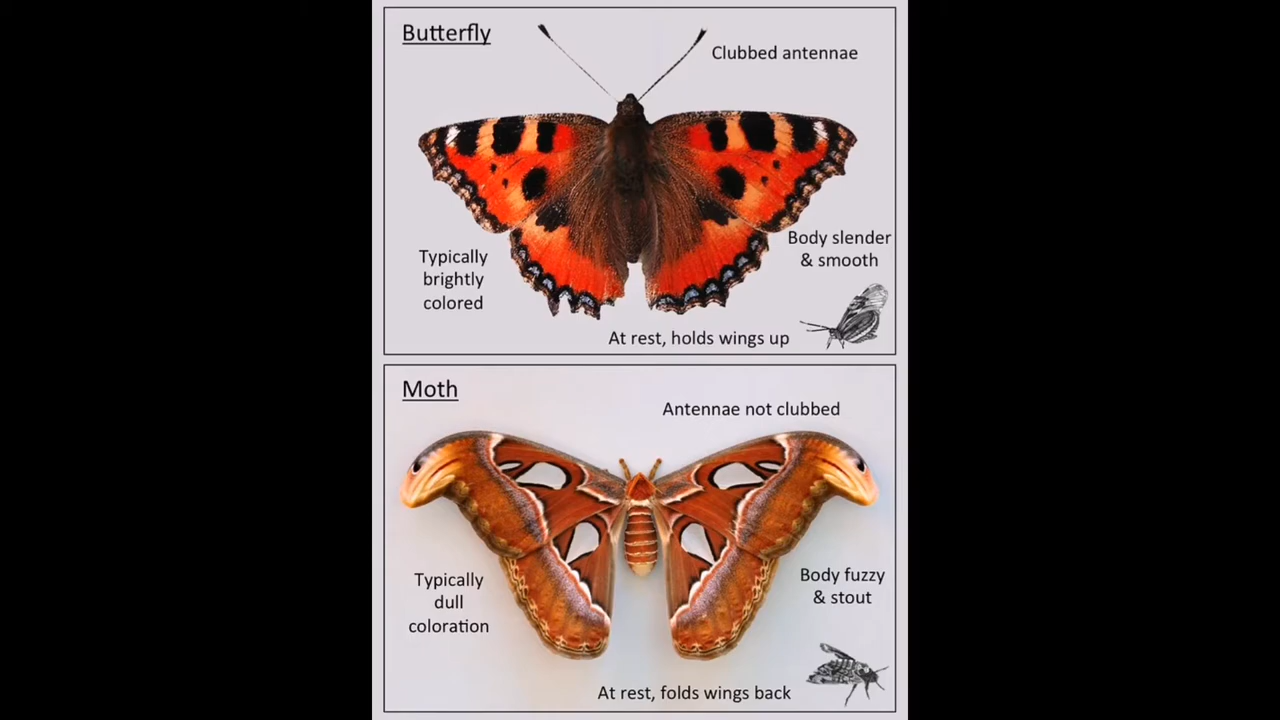 Butterfly
Clubbed antennae
Body slender
& smooth
Typically
brightly
colored
At rest, holds wings up
Moth
Antennae not clubbed
Body fuzzy
& stout
Typically
dull
coloration
At rest, folds wings back